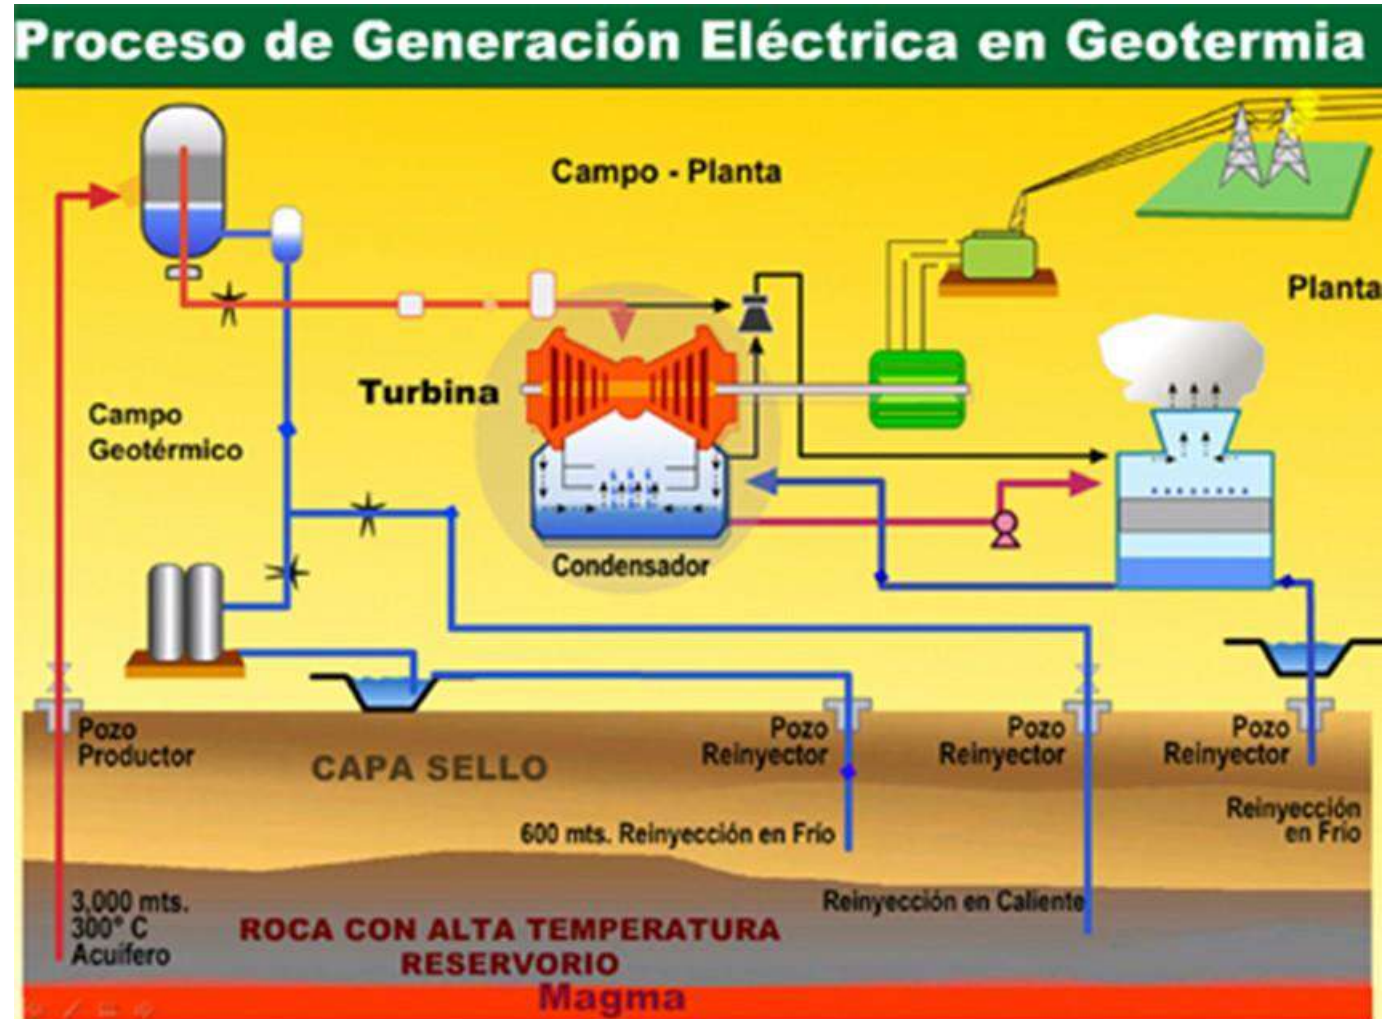 Proceso de Generación Eléctrica en Geotermia
Campo - Planta
Planta
Turbina
Campo
Geotérmico
Condensador
Pozo
Productor
CAPA SELLO
Pozo
Reinyector
Pozo
Reinyector
Pozo
Reinyector
600 mts. Reinyección en Frío
Reinyección
en Frío
3,000 mts.
300° C
Acuífero
Reinyección en Caliente
ROCA CON ALTA TEMPERATURA
RESERVORIO
Magma